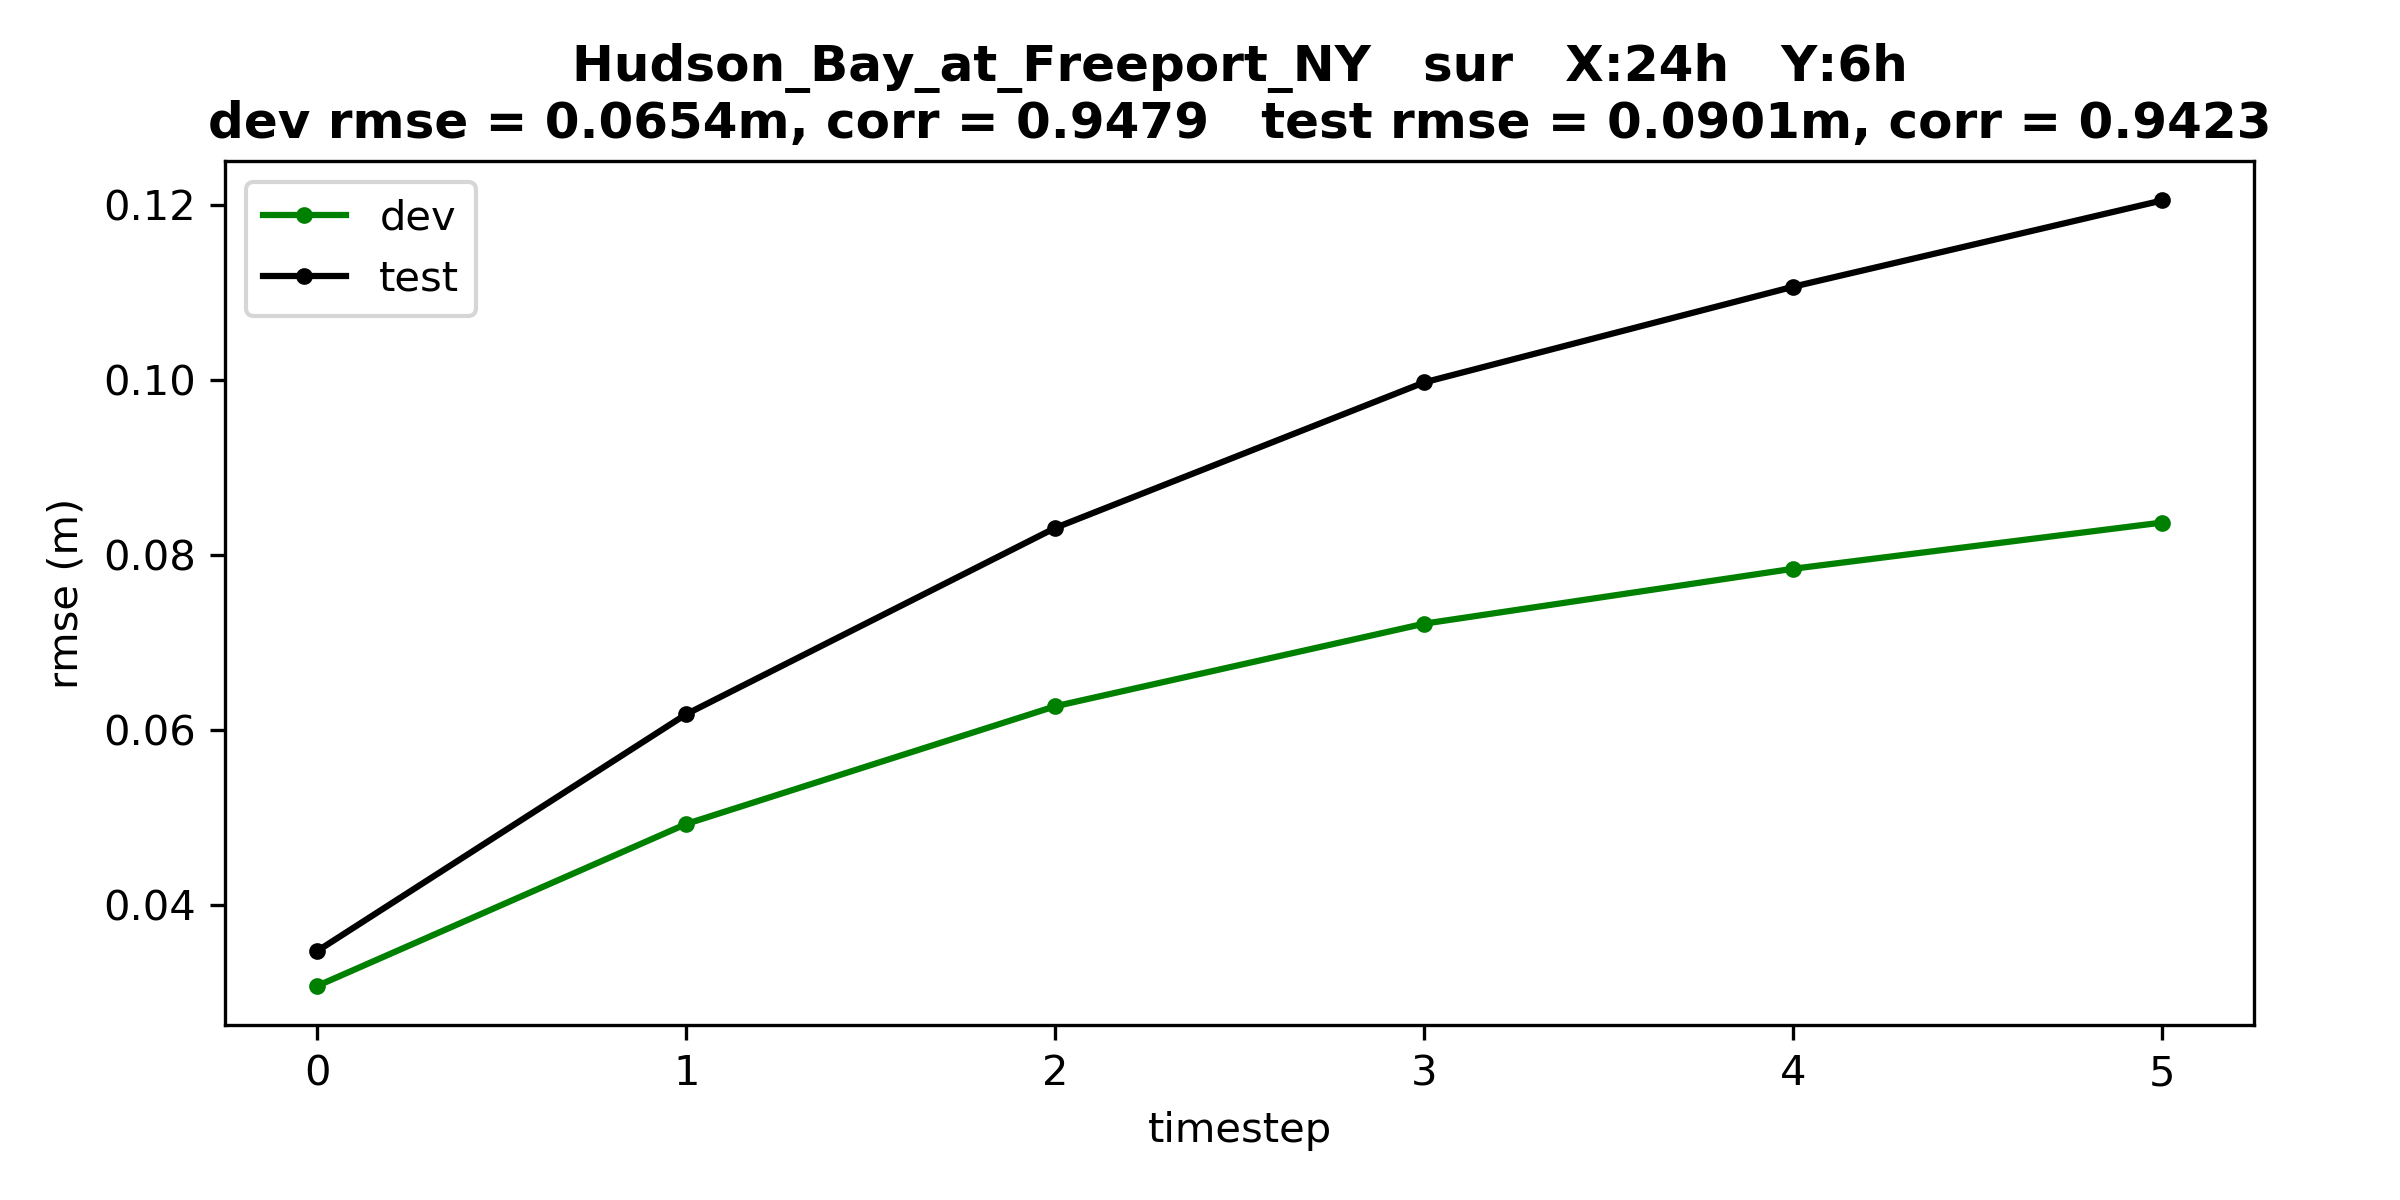 Hudson_Bay_at_Freeport_NY sur X:24h Y:6h
dev rmse = 0.0654m, corr = 0.9479 test rmse = 0.0901m, corr = 0.9423
dev
test
0.12
0.10
0.08
0.06
0.04
rmse (m)
0 1 2 3 4 5
timestep